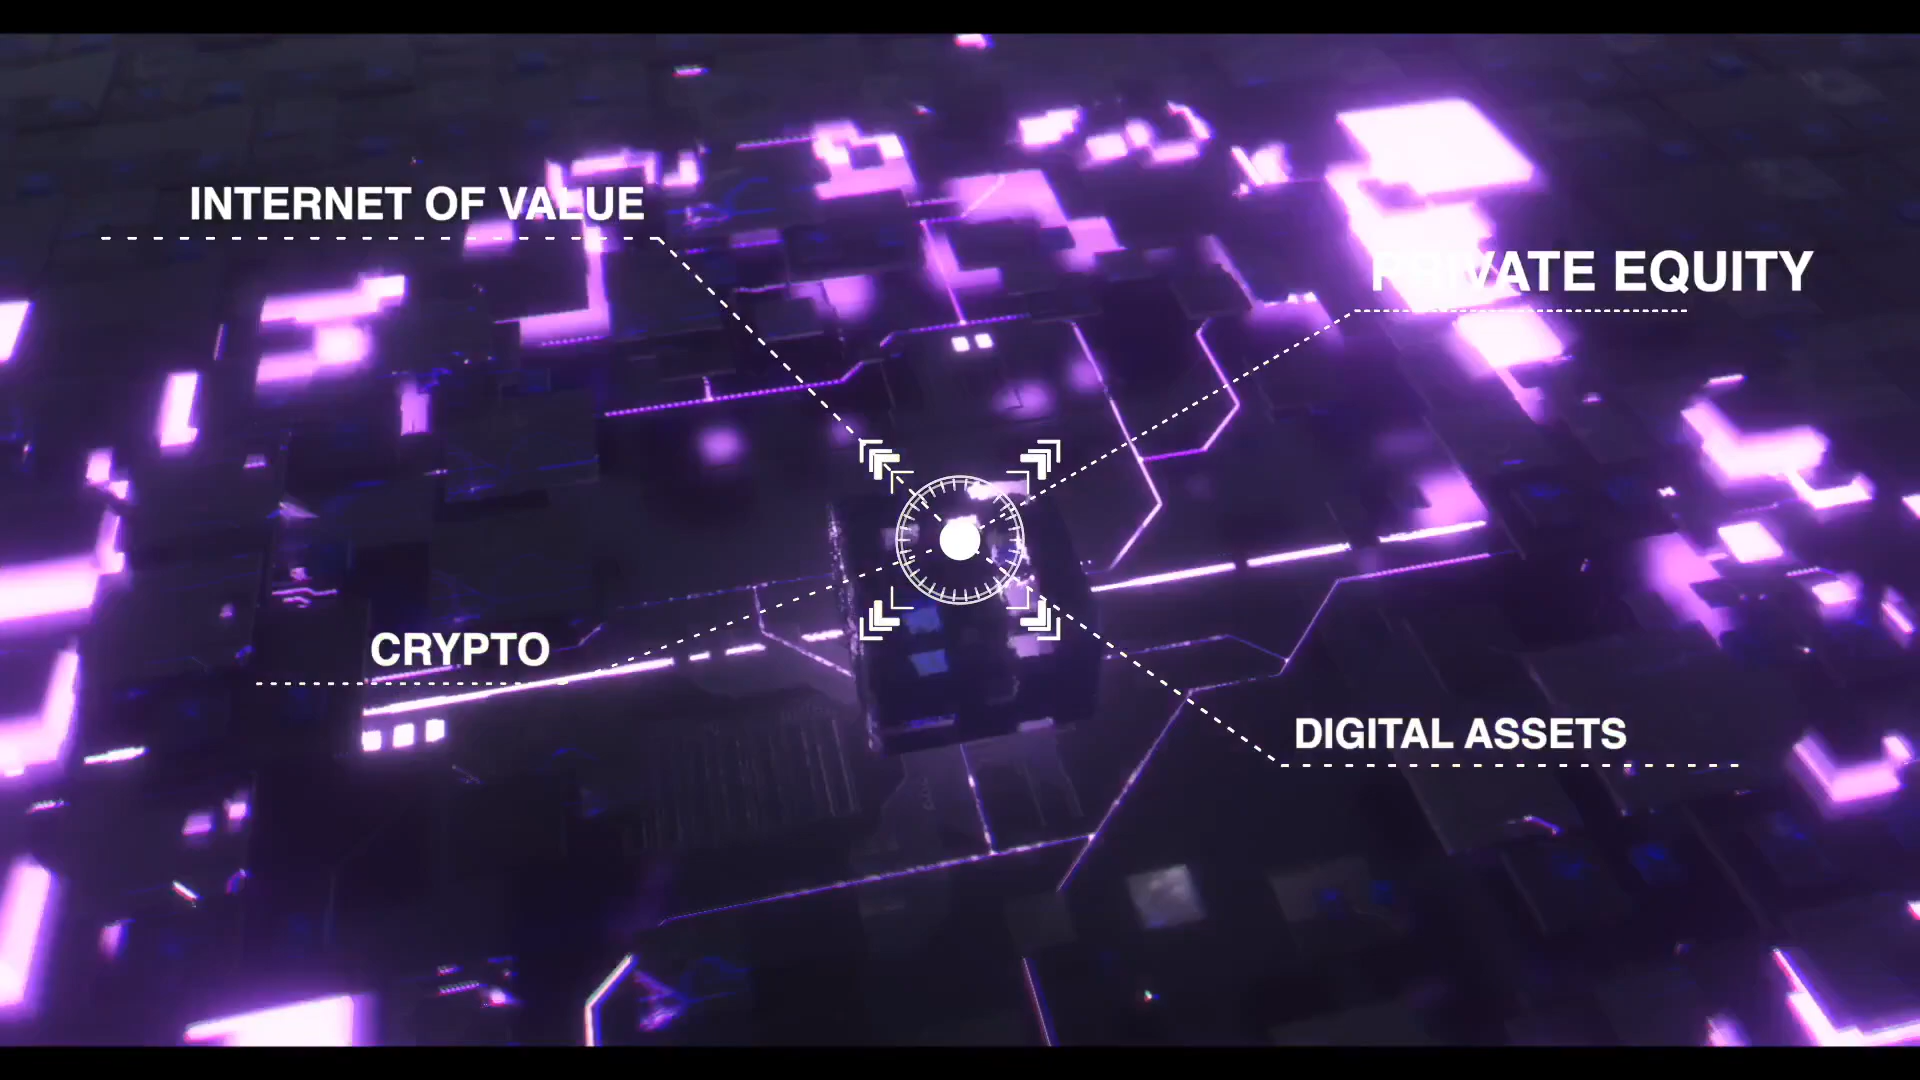 INTERNET OF VALUE
PRIVATE EQUITY
CRYPTO
DIGITAL ASSETS